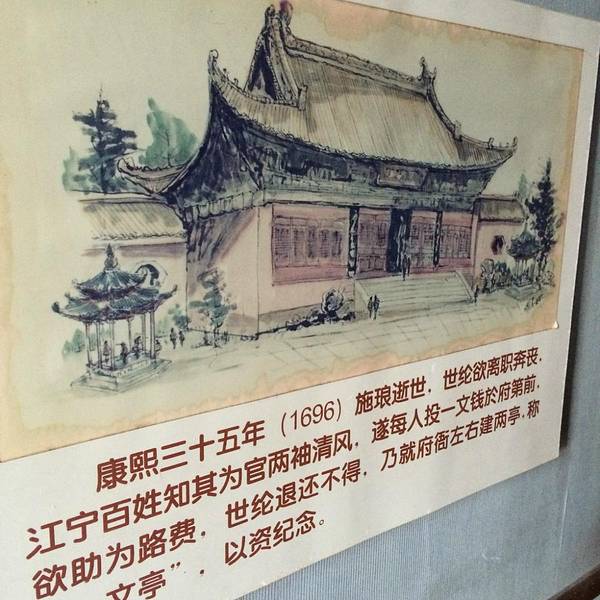 康熙三十五年（1696）施琅逝世，世纶欲离职奔丧，
江宁百姓知其为官两袖清风，遂每人投一文钱於府第前，
欲助为路费，世纶退还不得，乃就府衙左右建两亭，称
文亭”，以资纪念。